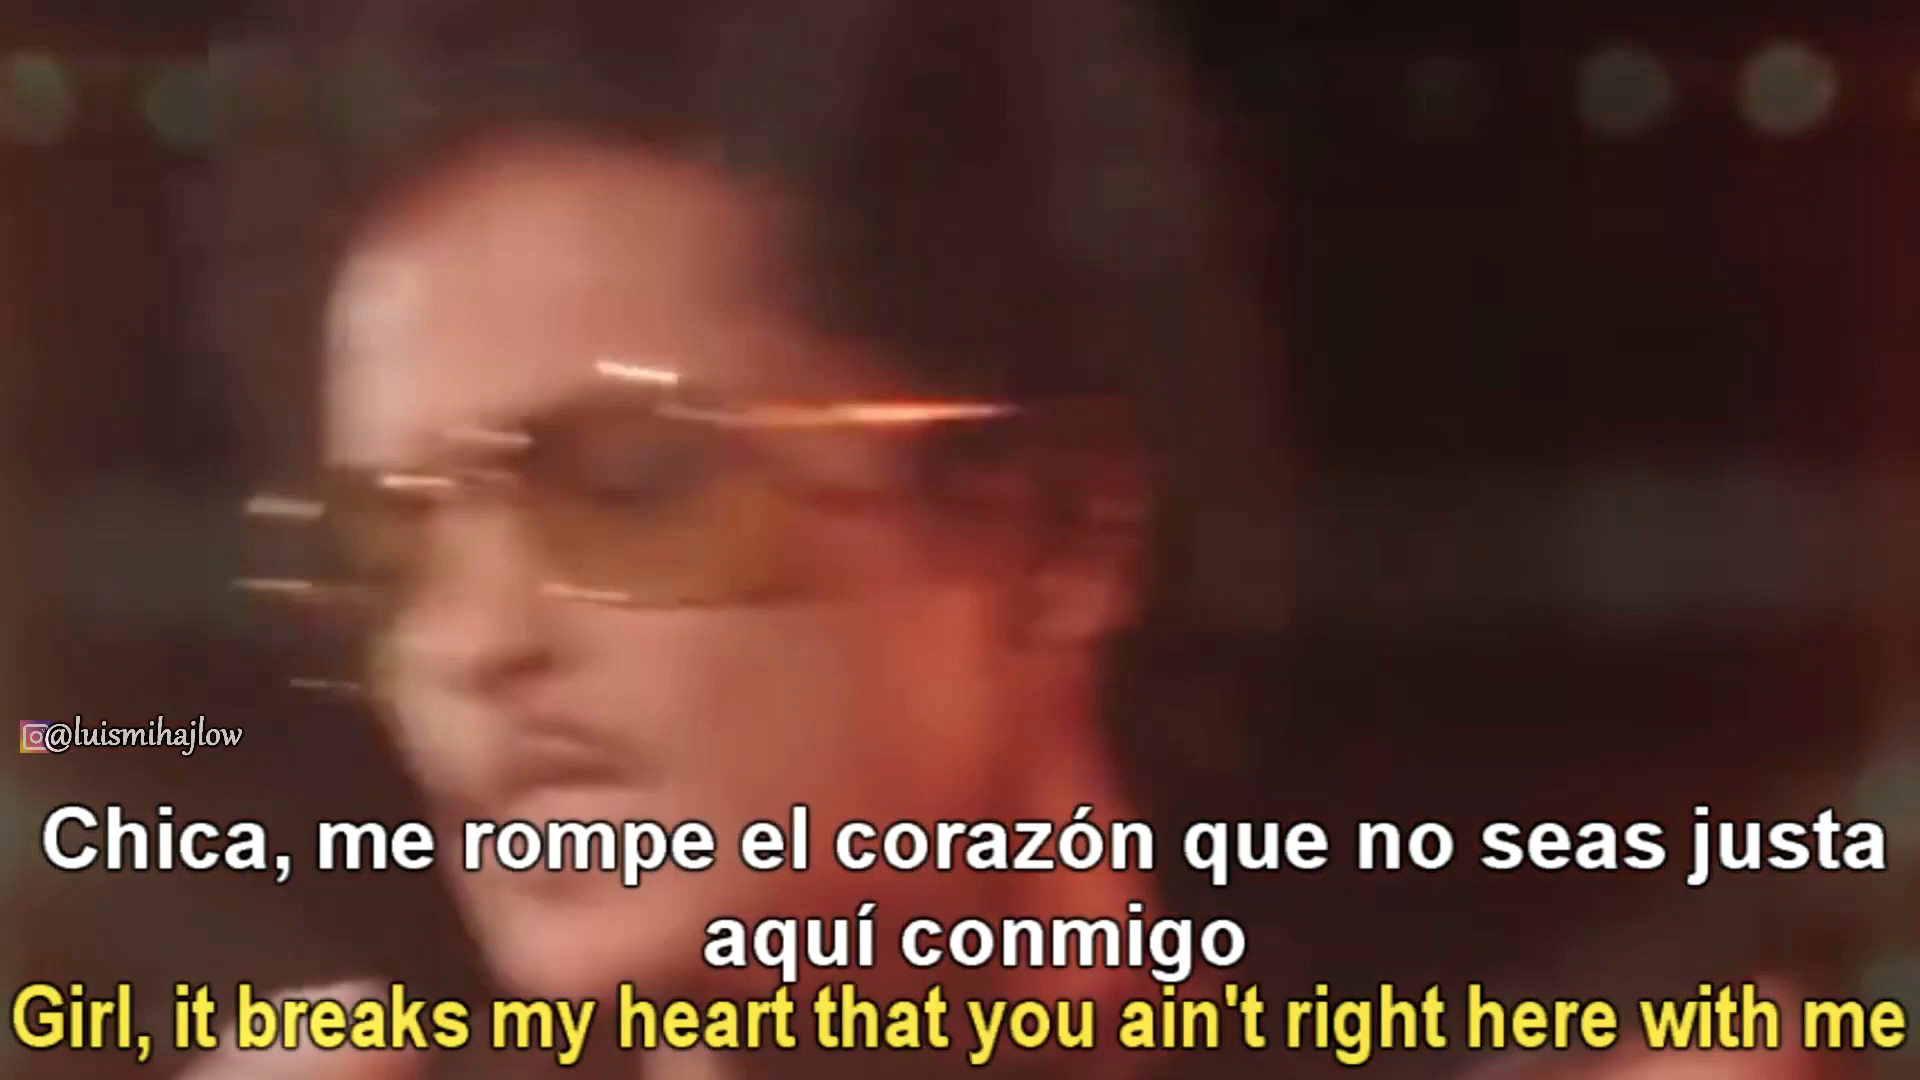 @luismihajlow
Chica, me rompe el corazón que no seas justa
aquí conmigo
Girl, it breaks my heart that you ain't right here with me